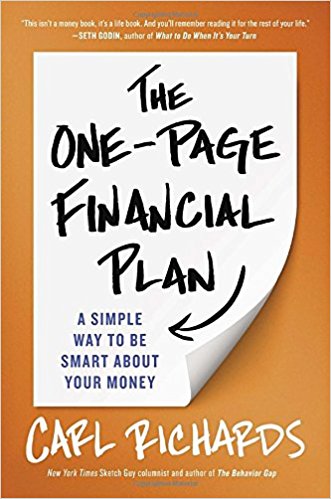 "This isn't a money book, it's a life book. And you'll remember reading it for the rest of your life."
—SETH GODIN, author of What to Do When It's Your Turn
THE
ONE-PAGE
FINANCIAL
PLAN
A SIMPLE
WAY TO BE
SMART ABOUT
YOUR MONEY
CARL RICHARDS
New York Times Sketch Guy columnist and author of The Behavior Gap